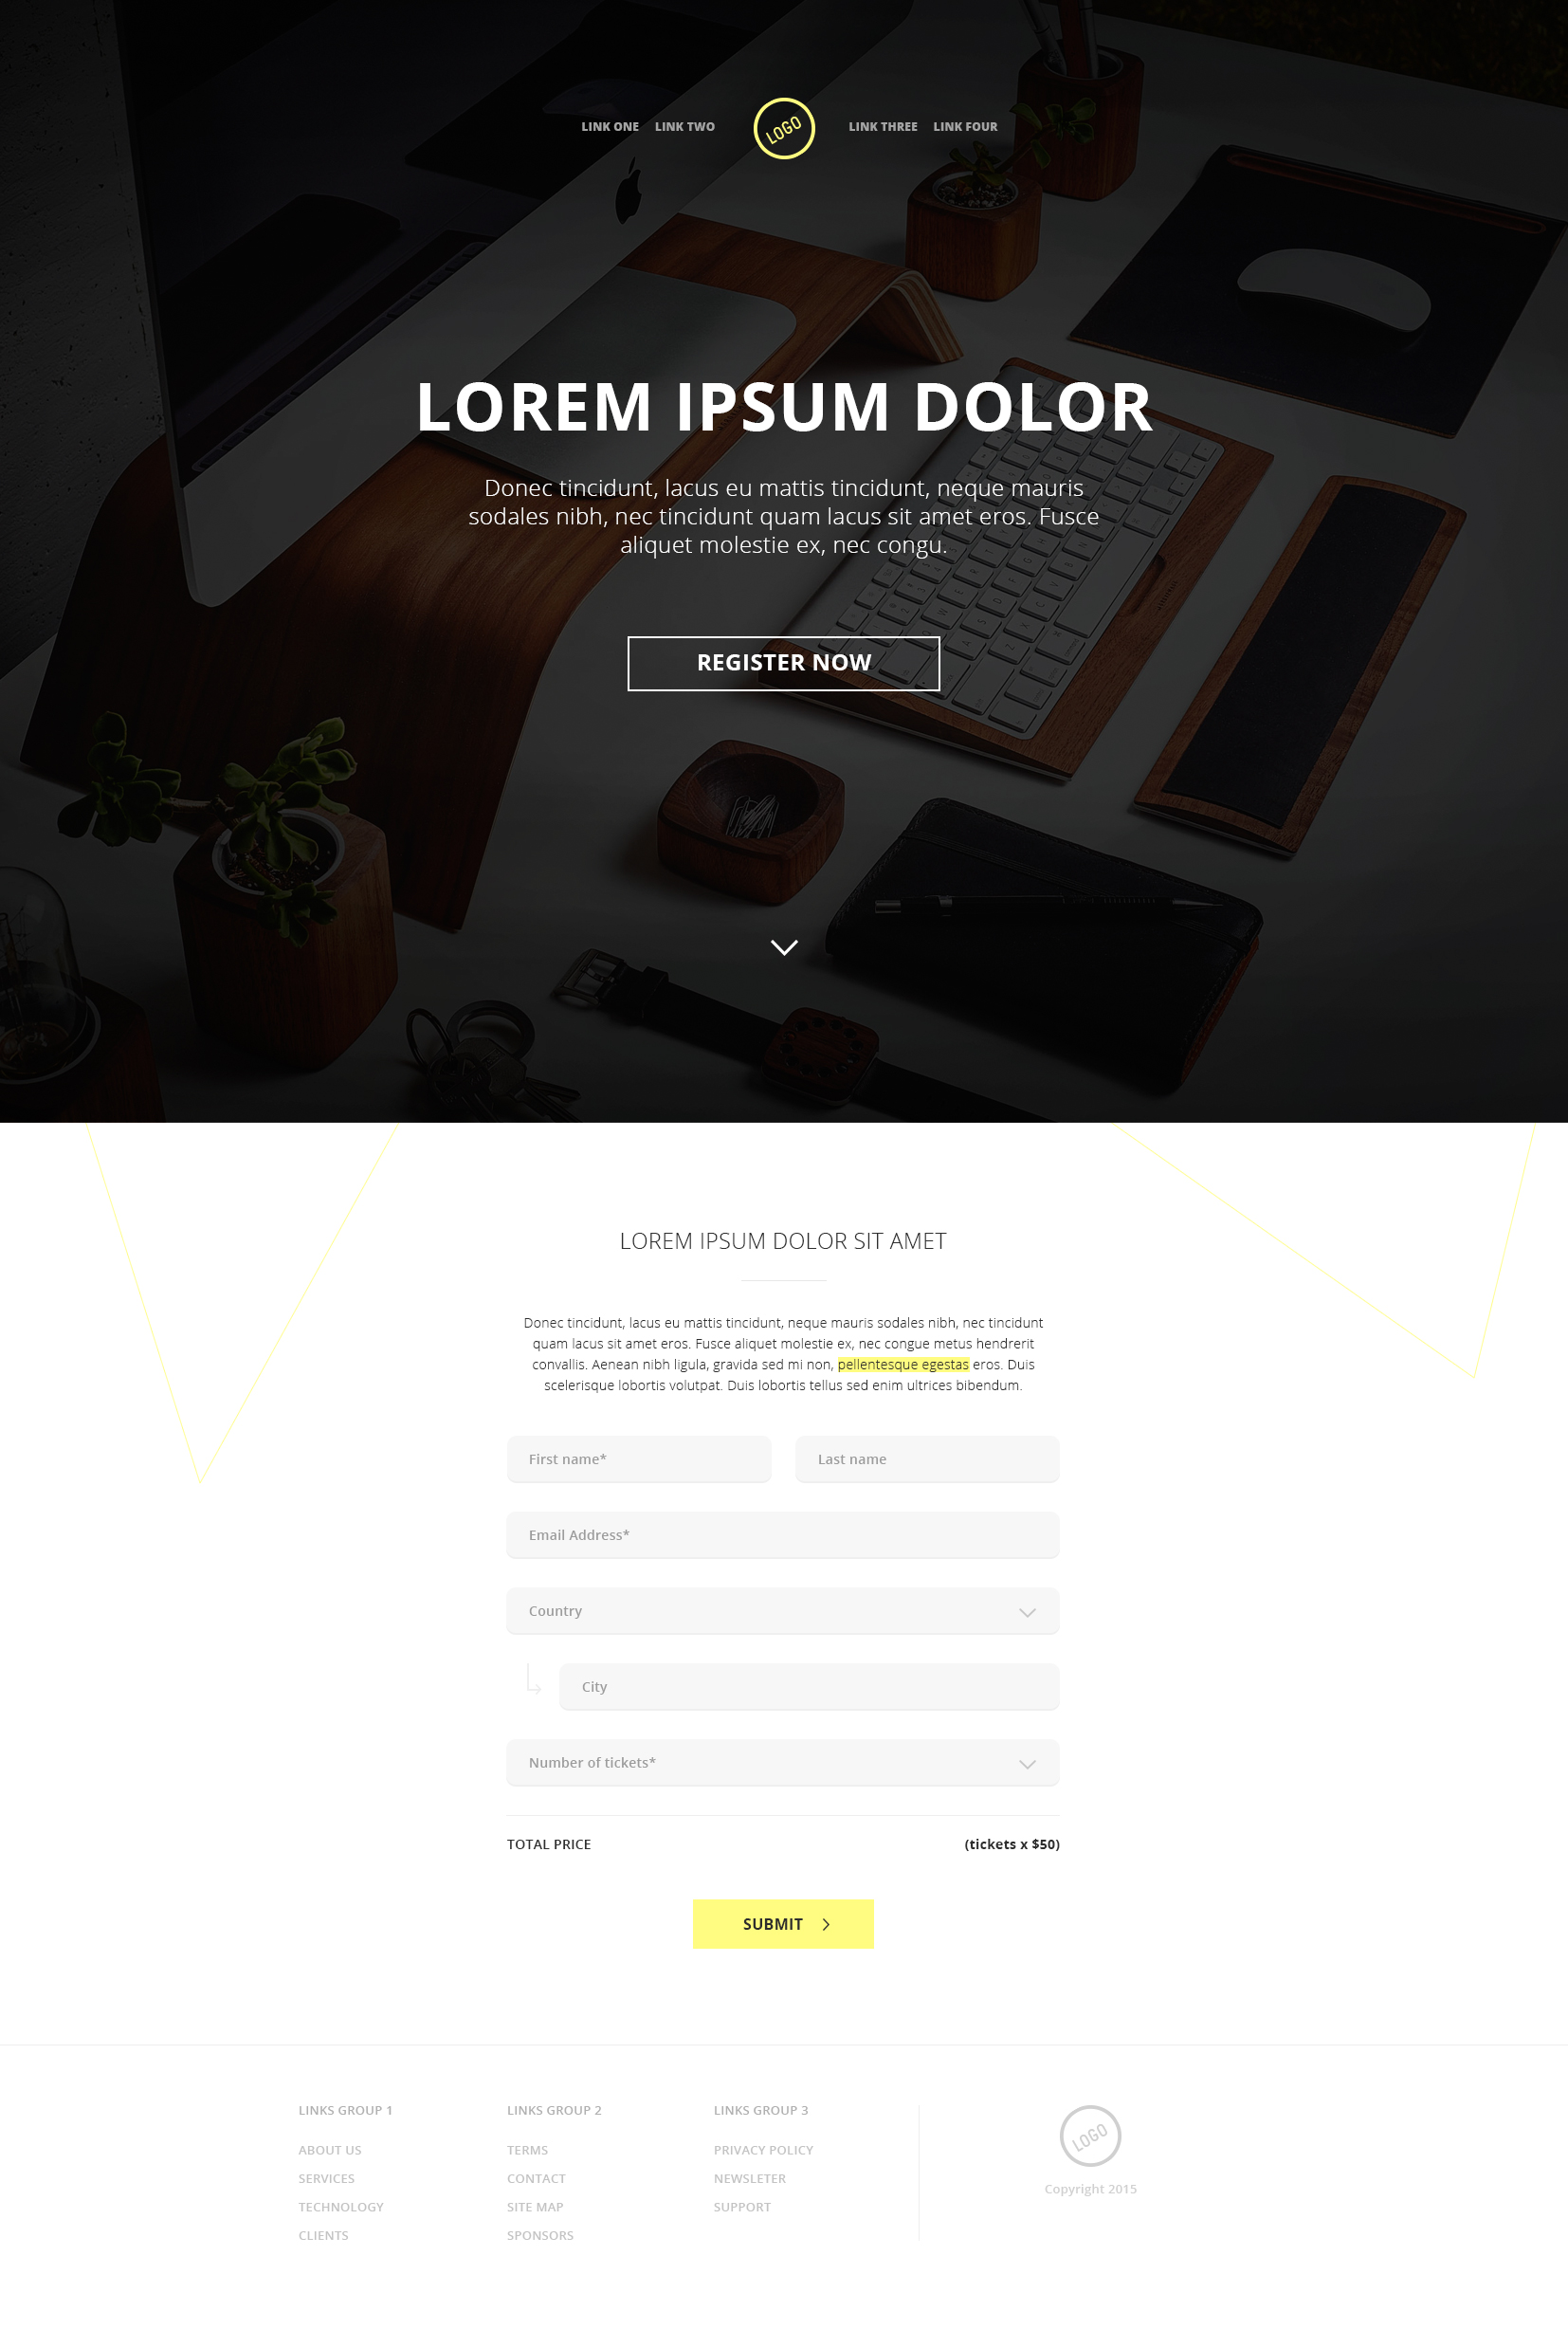 LINK ONE LINK TWO LOGO LINK THREE LINK FOUR
LOREM IPSUM DOLOR
Donec tincidunt, lacus eu mattis tincidunt, neque mauris
sodales nibh, nec tincidunt quam lacus sit amet eros. Fusce
aliquet molestie ex, nec congu.
REGISTER NOW
LOREM IPSUM DOLOR SIT AMET
Donec tincidunt, lacus eu mattis tincidunt, neque mauris sodales nibh, nec tincidunt
quam lacus sit amet eros. Fusce aliquet molestie ex, nec congue metus hendrerit
convallis. Aenean nibh ligula, gravida sed mi non, pellentesque egestas eros. Duis
scelerisque lobortis volutpat. Duis lobortis tellus sed enim ultrices bibendum.
First name* Last name
Email Address*
Country
City
Number of tickets*
TOTAL PRICE (tickets x $50)
SUBMIT
LINKS GROUP 1
ABOUT US
SERVICES
TECHNOLOGY
CLIENTS
LINKS GROUP 2
TERMS
CONTACT
SITE MAP
SPONSORS
LINKS GROUP 3
PRIVACY POLICY
NEWSLETER
SUPPORT
LOGO
Copyright 2015